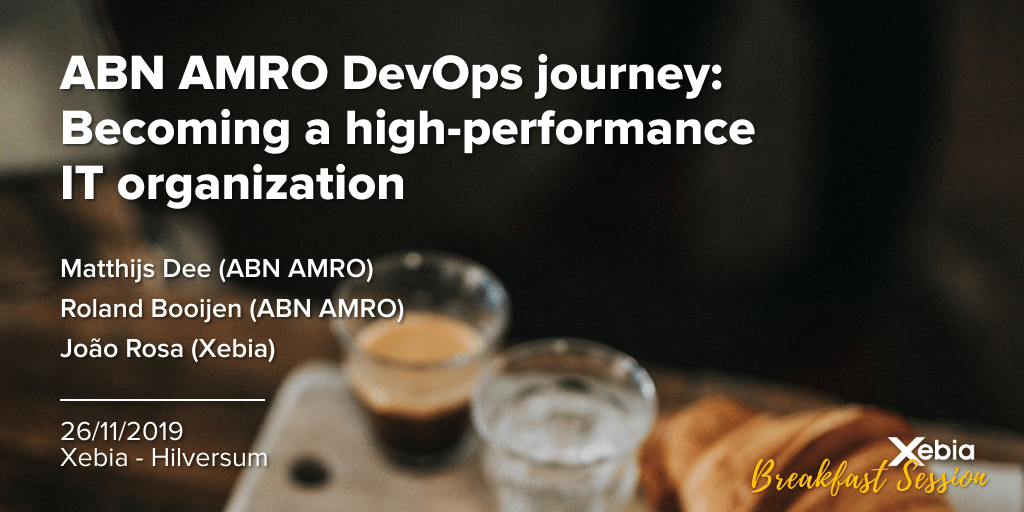 ABN AMRO DevOps journey:
Becoming a high-performance
IT organization
Matthijs Dee (ABN AMRO)
Roland Booijen (ABN AMRO)
João Rosa (Xebia)
26/11/2019
Xebia - Hilversum
Xebia
Breakfast Session